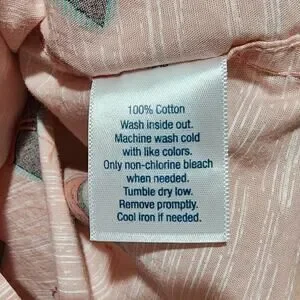 100% Cotton
Wash inside out.
Machine wash cold
with like colors.
Only non-chlorine bleach
when needed.
Tumble dry low.
Remove promptly.
Cool iron if needed.